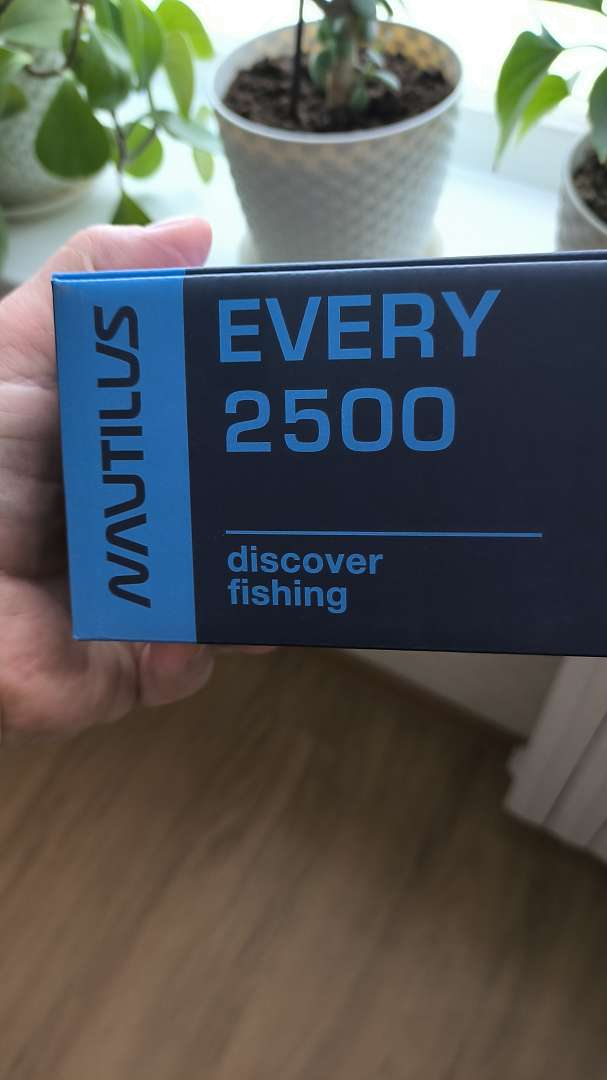 NAUTILUS
EVERY
2500
discover
fishing